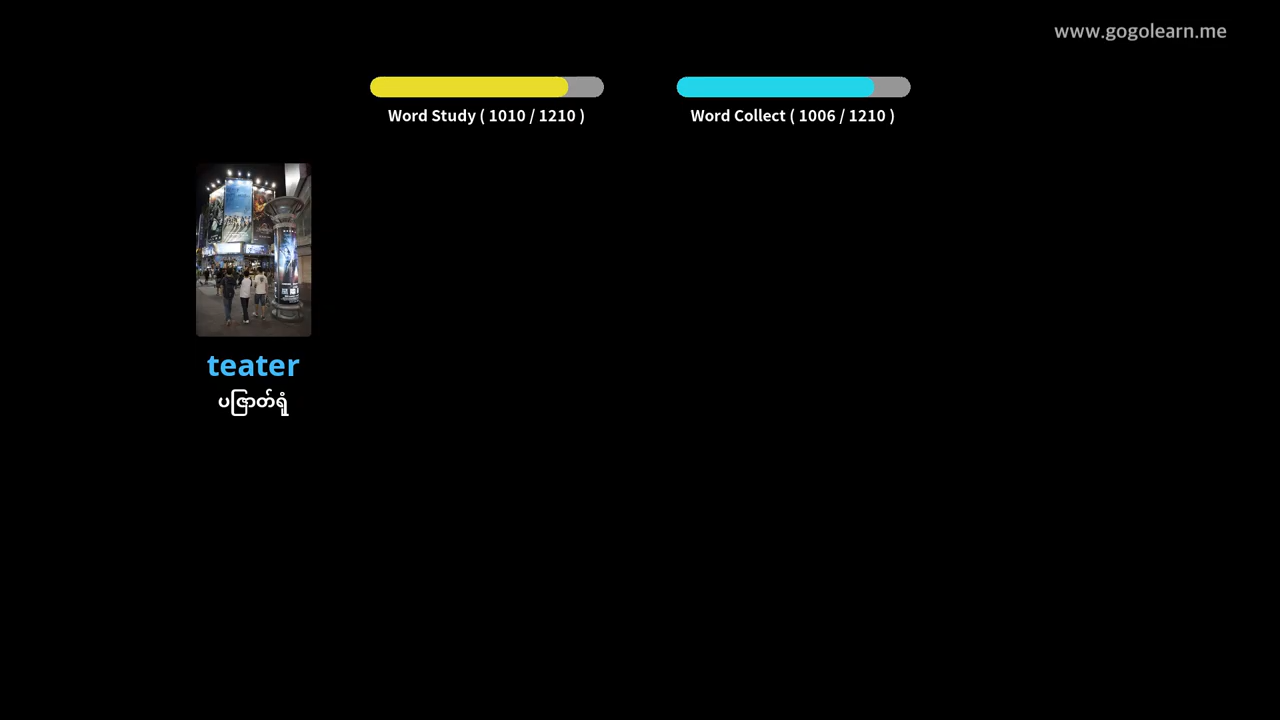 www.gogolearn.me
Word Study ( 1010 / 1210 )
Word Collect ( 1006 / 1210 )
teater
ပဇြာတ်ရုံ